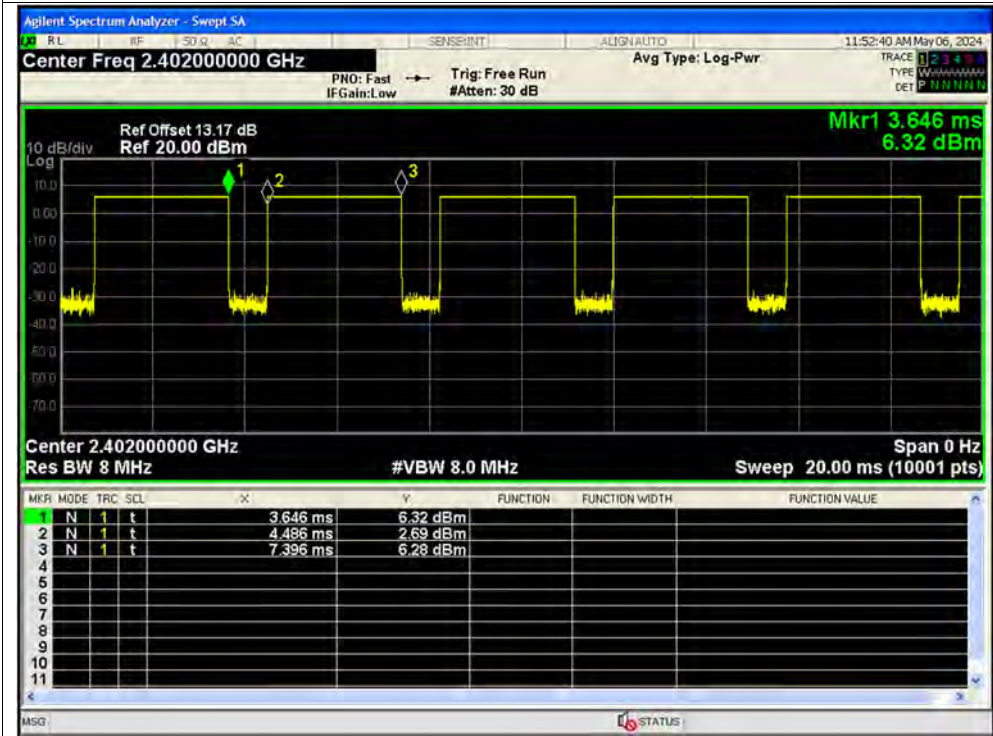 Agilent Spectrum Analyzer - Swept SA
RL RF 50 Ω AC SENSE:INT ALIGN AUTO 11:52:40 AM May 06, 2024
Center Freq 2.402000000 GHz
Avg Type: Log-Pwr
TRACE 1 2 3 4 5 6
PNO: Fast Trig: Free Run
TYPE
IFGain:Low #Atten: 30 dB
DET P N N N N N
Mkr1 3.646 ms
Ref Offset 13.17 dB
10 dB/div Ref 20.00 dBm 6.32 dBm
Log
1
2
3
10.0
0.00
-10.0
-20.0
-30.0
-40.0
-50.0
-60.0
-70.0
Center 2.402000000 GHz Span 0 Hz
Res BW 8 MHz #VBW 8.0 MHz Sweep 20.00 ms (10001 pts)
MKR MODE TRC SCL X Y FUNCTION FUNCTION WIDTH FUNCTION VALUE
1 N 1 t 3.646 ms 6.32 dBm
2 N 1 t 4.486 ms 2.69 dBm
3 N 1 t 7.396 ms 6.28 dBm
4
5
6
7
8
9
10
11
MSG STATUS